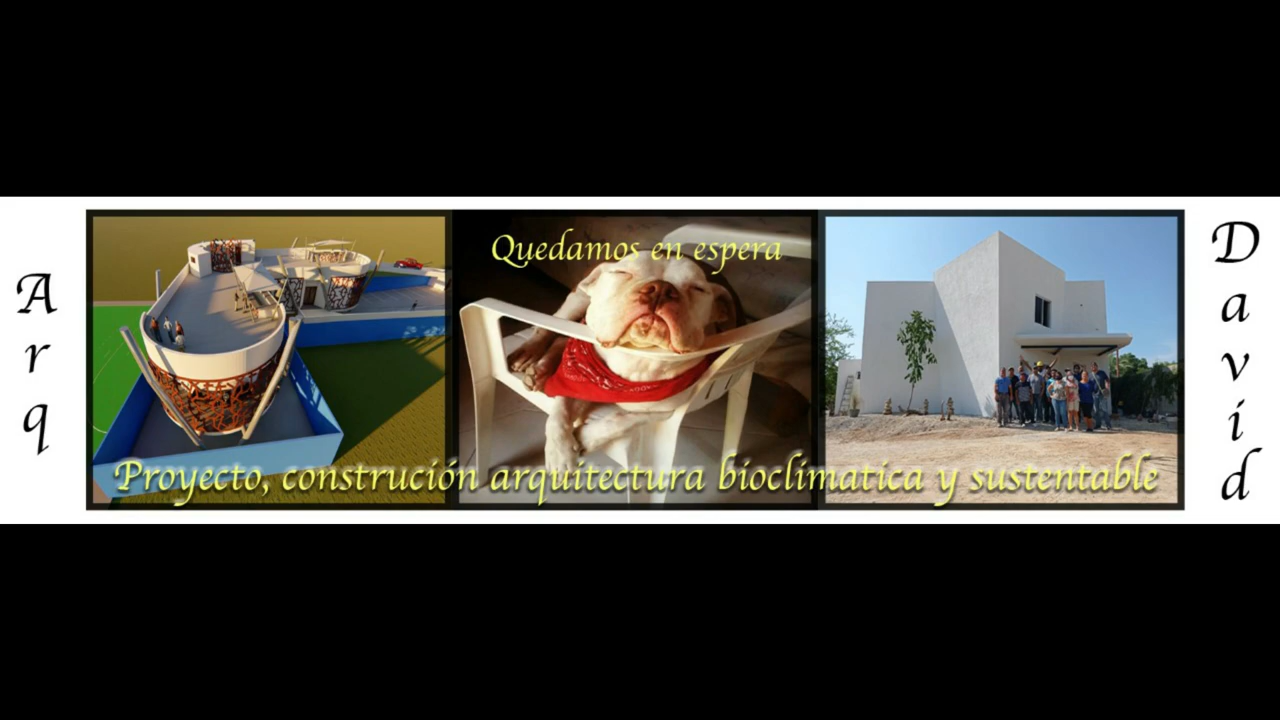 Arq
Quedamos en espera
Proyecto, construción arquitectura bioclimatica y sustentable
David